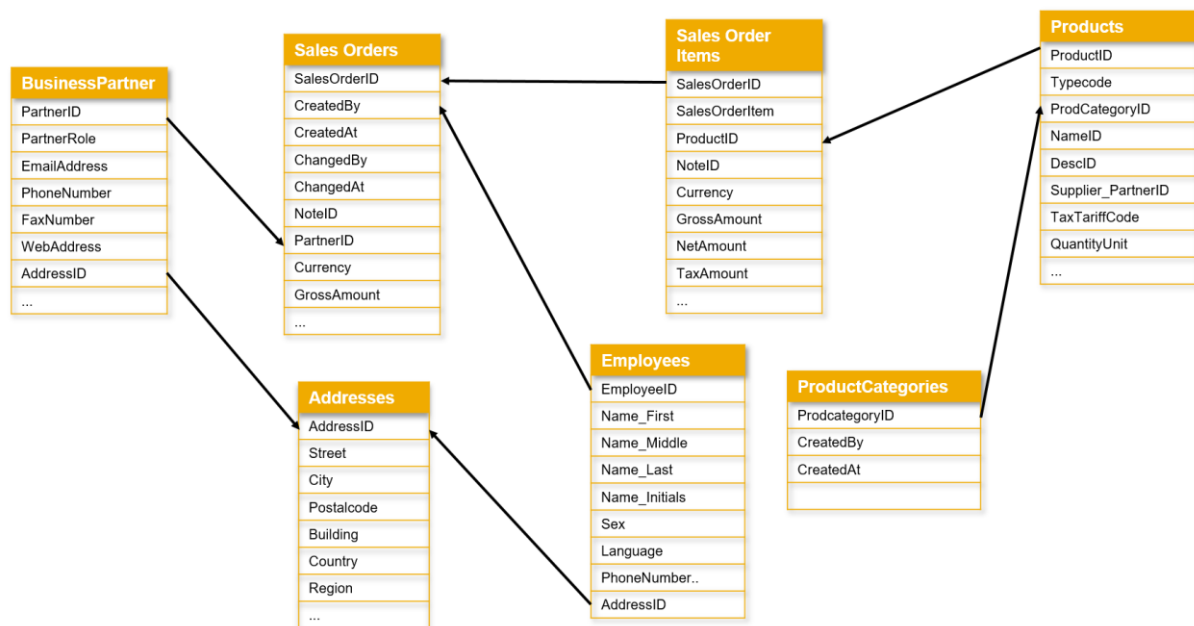 BusinessPartner
PartnerID
PartnerRole
EmailAddress
PhoneNumber
FaxNumber
WebAddress
AddressID
...
Sales Orders
SalesOrderID
CreatedBy
CreatedAt
ChangedBy
ChangedAt
NoteID
PartnerID
Currency
GrossAmount
...
Sales Order
Items
SalesOrderID
SalesOrderItem
ProductID
NoteID
Currency
GrossAmount
NetAmount
TaxAmount
...
Products
ProductID
Typecode
ProdCategoryID
NameID
DescID
Supplier_PartnerID
TaxTariffCode
QuantityUnit
...
Addresses
AddressID
Street
City
Postalcode
Building
Country
Region
...
Employees
EmployeeID
Name_First
Name_Middle
Name_Last
Name_Initials
Sex
Language
PhoneNumber..
AddressID
ProductCategories
ProdcategoryID
CreatedBy
CreatedAt